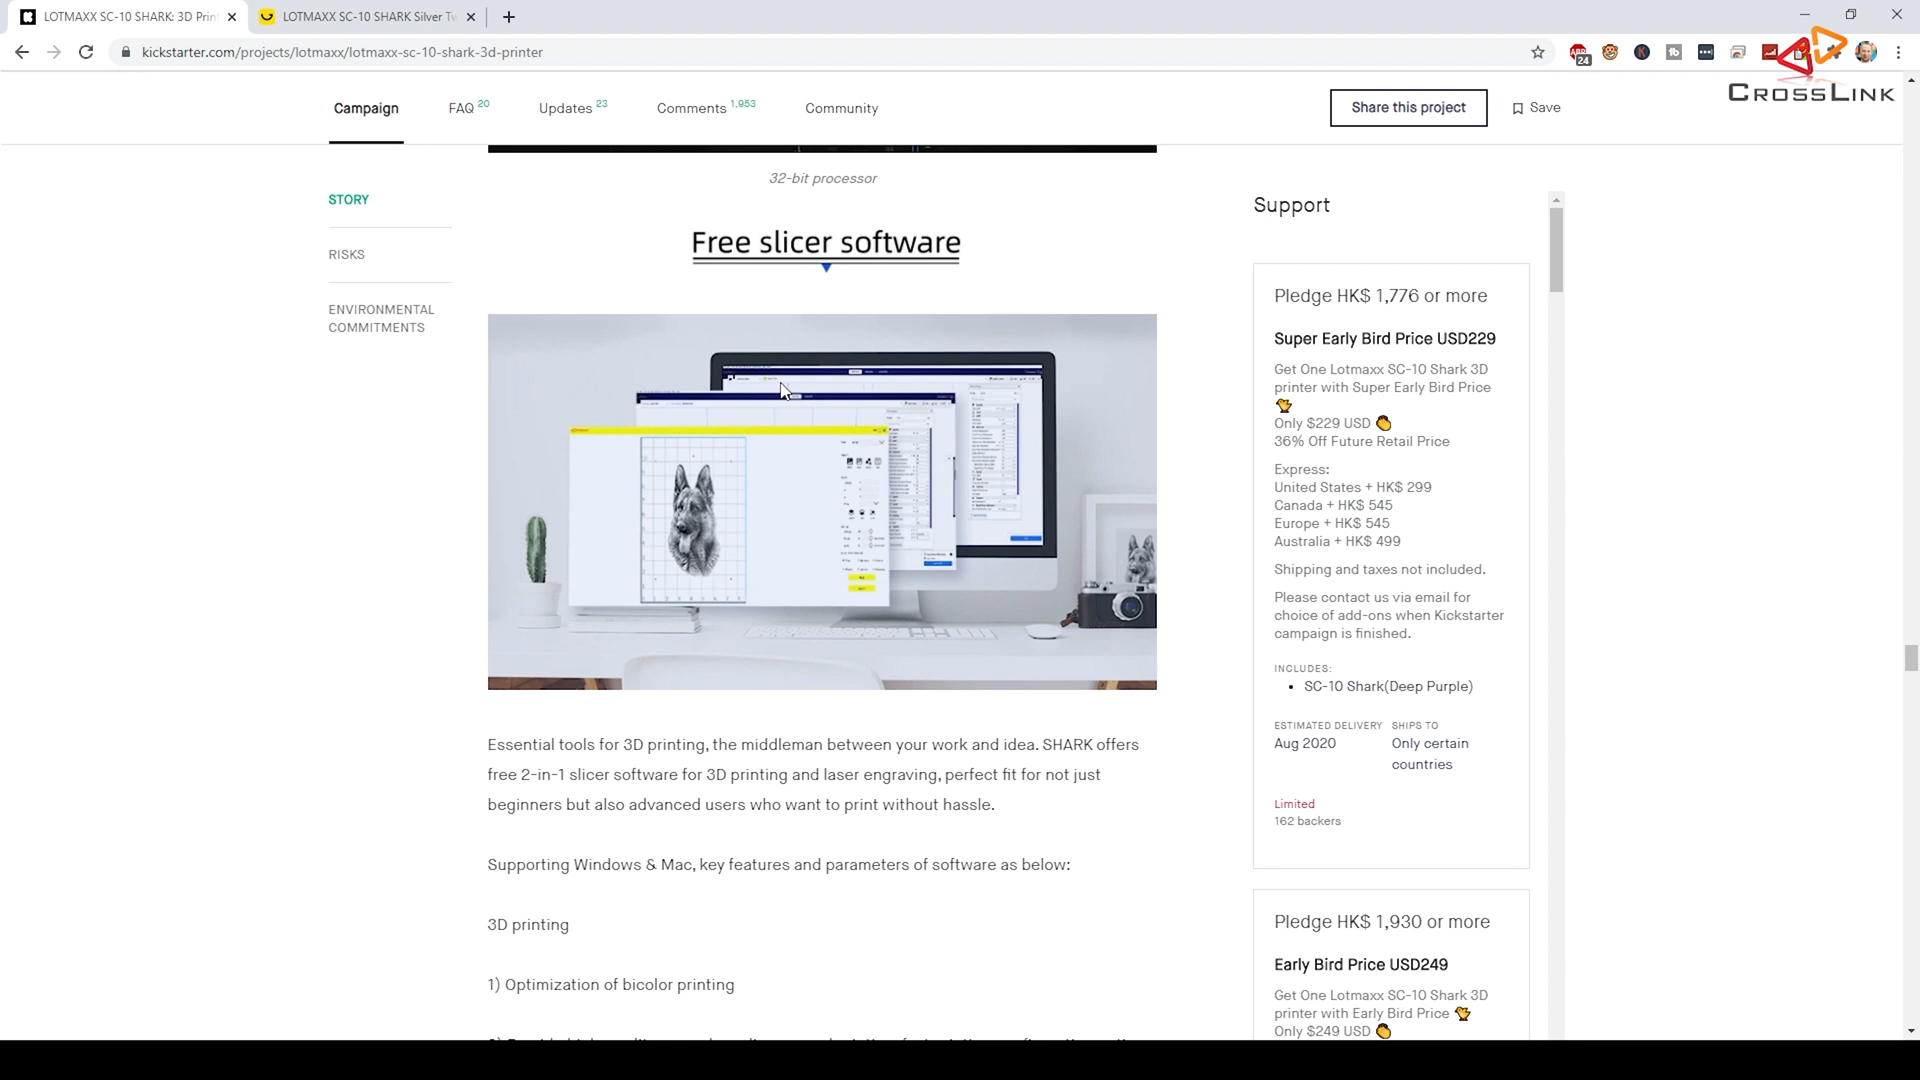 LOTMAXX SC-10 SHARK: 3D Prin
LOTMAXX SC-10 SHARK Silver Tw
kickstarter.com/projects/lotmaxx/lotmaxx-sc-10-shark-3d-printer
24
CROSSLINK
Campaign
FAQ 20
Updates 23
Comments 1,953
Community
Share this project
Save
STORY
RISKS
ENVIRONMENTAL
COMMITMENTS
32-bit processor
Free slicer software
Essential tools for 3D printing, the middleman between your work and idea. SHARK offers
free 2-in-1 slicer software for 3D printing and laser engraving, perfect fit for not just
beginners but also advanced users who want to print without hassle.
Supporting Windows & Mac, key features and parameters of software as below:
3D printing
1) Optimization of bicolor printing
Support
Pledge HK$ 1,776 or more
Super Early Bird Price USD229
Get One Lotmaxx SC-10 Shark 3D
printer with Super Early Bird Price
🐤
Only $229 USD 👏
36% Off Future Retail Price
Express:
United States + HK$ 299
Canada + HK$ 545
Europe + HK$ 545
Australia + HK$ 499
Shipping and taxes not included.
Please contact us via email for
choice of add-ons when Kickstarter
campaign is finished.
INCLUDES:
• SC-10 Shark(Deep Purple)
ESTIMATED DELIVERY
Aug 2020
SHIPS TO
Only certain
countries
Limited
162 backers
Pledge HK$ 1,930 or more
Early Bird Price USD249
Get One Lotmaxx SC-10 Shark 3D
printer with Early Bird Price 🐤
Only $249 USD 👏